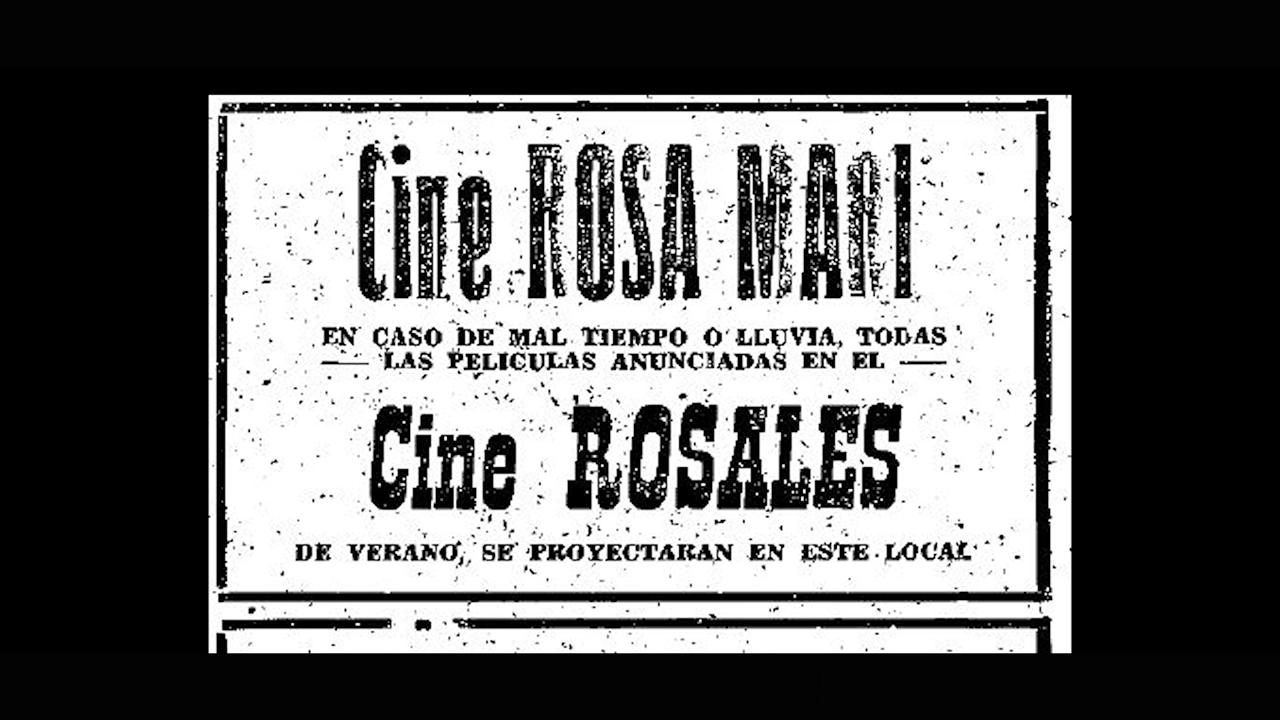 Cine ROSA MARI
EN CASO DE MAL TIEMPO O LLUVIA, TODAS
LAS PELICULAS ANUNCIADAS EN EL
Cine ROSALES
DE VERANO, SE PROYECTARAN EN ESTE LOCAL